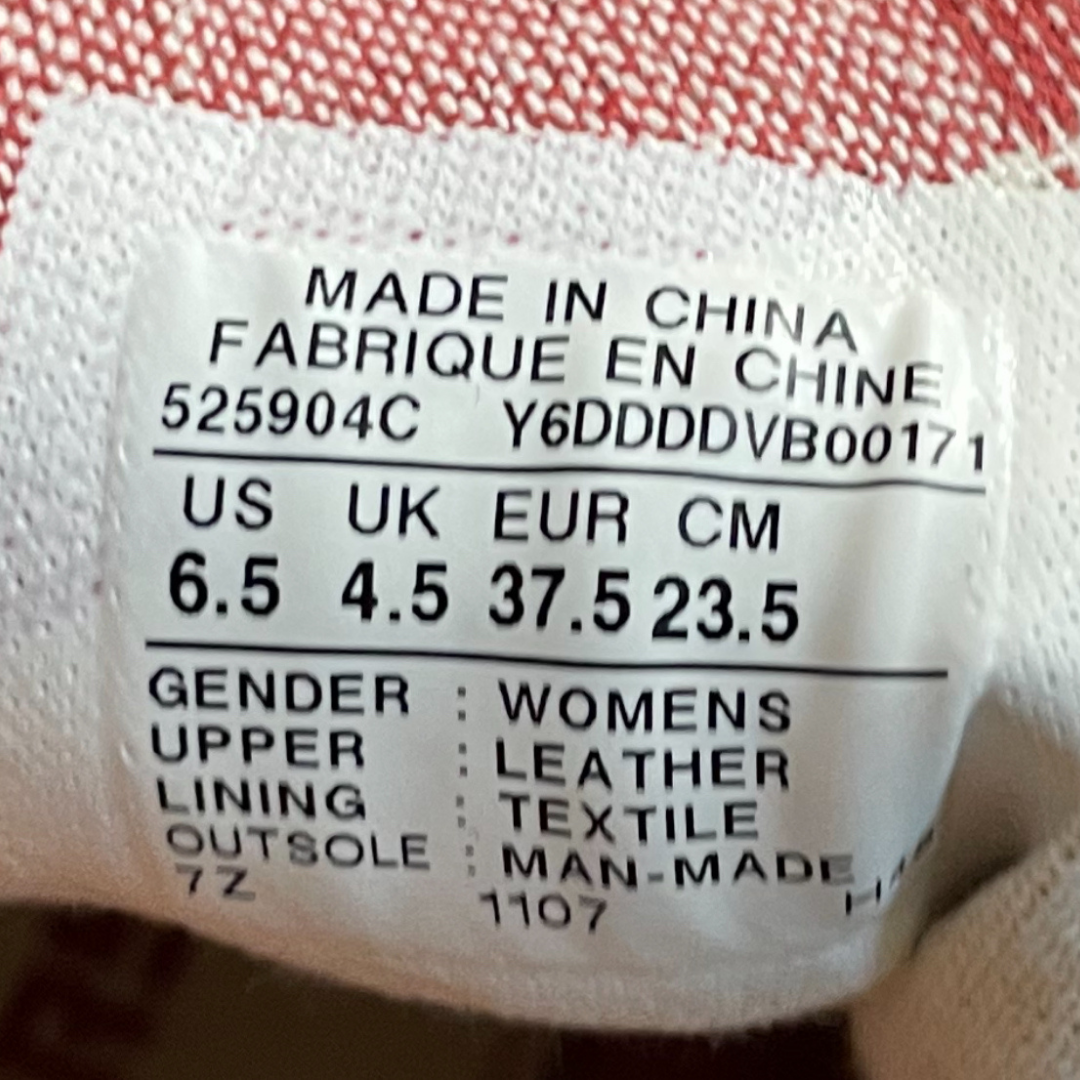 MADE IN CHINA
FABRIQUE EN CHINE
525904C Y6DDDDVB00171
US UK EUR CM
6.5 4.5 37.5 23.5
GENDER : WOMENS
UPPER : LEATHER
LINING : TEXTILE
OUTSOLE : MAN-MADE
7Z 1107